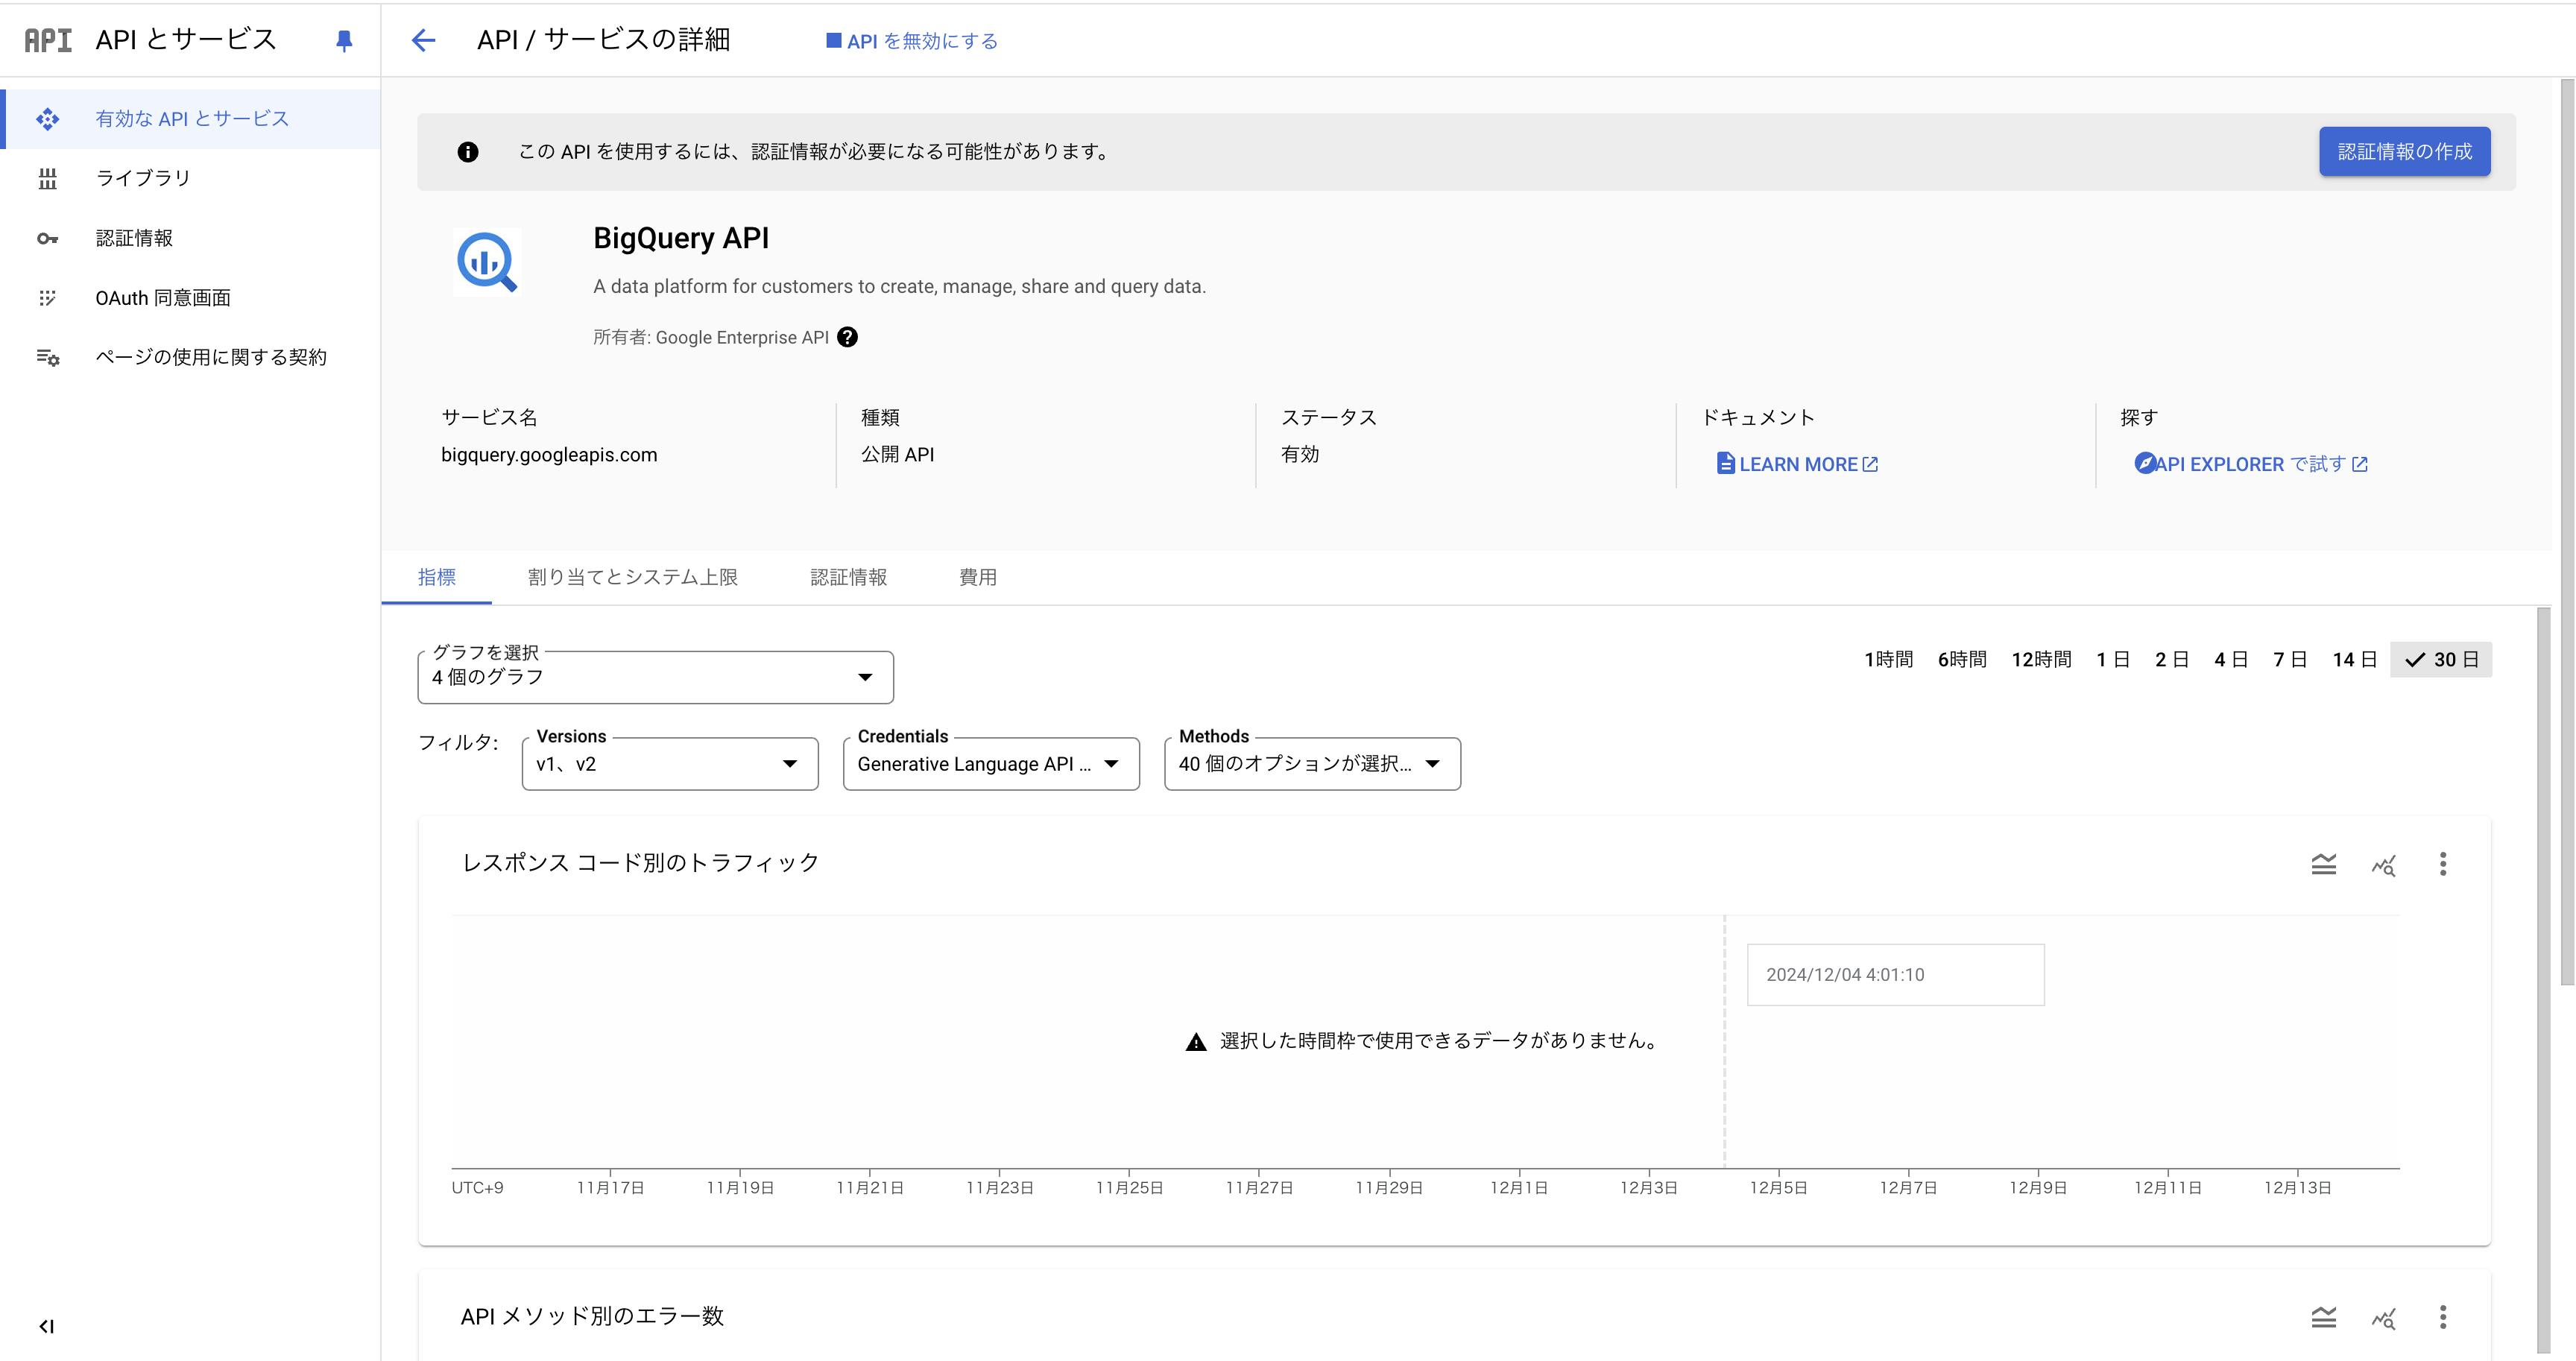 API API とサービス
API / サービスの詳細
API を無効にする
有効な API とサービス
ライブラリ
認証情報
OAuth 同意画面
ページの使用に関する契約
この API を使用するには、認証情報が必要になる可能性があります。
認証情報の作成
BigQuery API
A data platform for customers to create, manage, share and query data.
所有者: Google Enterprise API
サービス名
bigquery.googleapis.com
種類
公開 API
ステータス
有効
ドキュメント
LEARN MORE
探す
API EXPLORER で試す
指標 割り当てとシステム上限 認証情報 費用
グラフを選択
4 個のグラフ
1時間 6時間 12時間 1 日 2 日 4 日 7 日 14 日 30 日
フィルタ:
Versions
v1、v2
Credentials
Generative Language API ...
Methods
40 個のオプションが選択...
レスポンス コード別のトラフィック
2024/12/04 4:01:10
選択した時間枠で使用できるデータがありません。
UTC+9 11月17日 11月19日 11月21日 11月23日 11月25日 11月27日 11月29日 12月1日 12月3日 12月5日 12月7日 12月9日 12月11日 12月13日
API メソッド別のエラー数